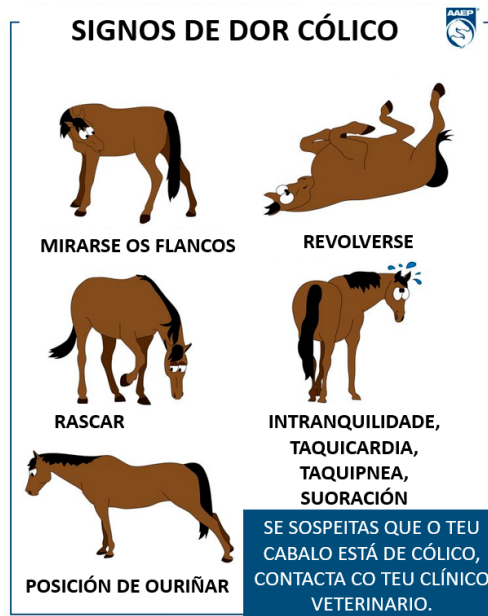 SIGNOS DE DOR CÓLICO
AAEP
MIRARSE OS FLANCOS
REVOLVERSE
RASCAR
INTRANQUILIDADE,
TAQUICARDIA,
TAQUIPNEA,
SUORACIÓN
POSICIÓN DE OURIÑAR
SE SOSPEITAS QUE O TEU
CABALO ESTÁ DE CÓLICO,
CONTACTA CO TEU CLÍNICO
VETERINARIO.